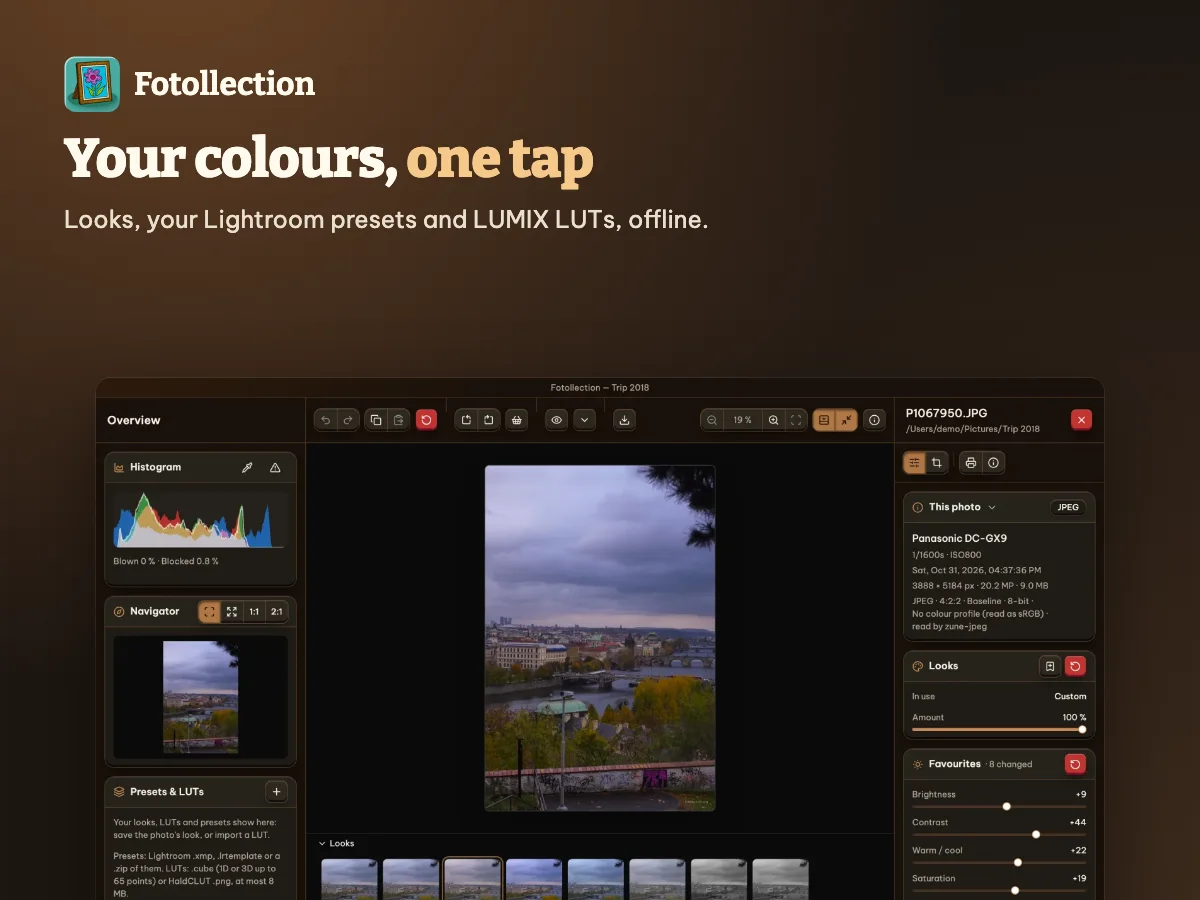 Fotollection
Your colours, one tap
Looks, your Lightroom presets and LUMIX LUTs, offline.
Fotollection — Trip 2018
Overview
19 %
P1067950.JPG
/Users/demo/Pictures/Trip 2018
Histogram
Blown 0 % · Blocked 0.8 %
Navigator
1:1
2:1
Presets & LUTs
Your looks, LUTs and presets show here:
save the photo's look, or import a LUT.
Presets: Lightroom .xmp, .lrtemplate or a
.zip of them. LUTs: .cube (1D or 3D up to
65 points) or HaldCLUT .png, at most 8
MB.
Looks
This photo
JPEG
Panasonic DC-GX9
1/1600s · ISO800
Sat, Oct 31, 2026, 04:37:36 PM
3888 × 5184 px · 20.2 MP · 9.0 MB
JPEG · 4:2:2 · Baseline · 8-bit ·
No colour profile (read as sRGB) ·
read by zune-jpeg
Looks
In use
Custom
Amount
100 %
Favourites · 8 changed
Brightness
+9
Contrast
+44
Warm / cool
+22
Saturation
+19